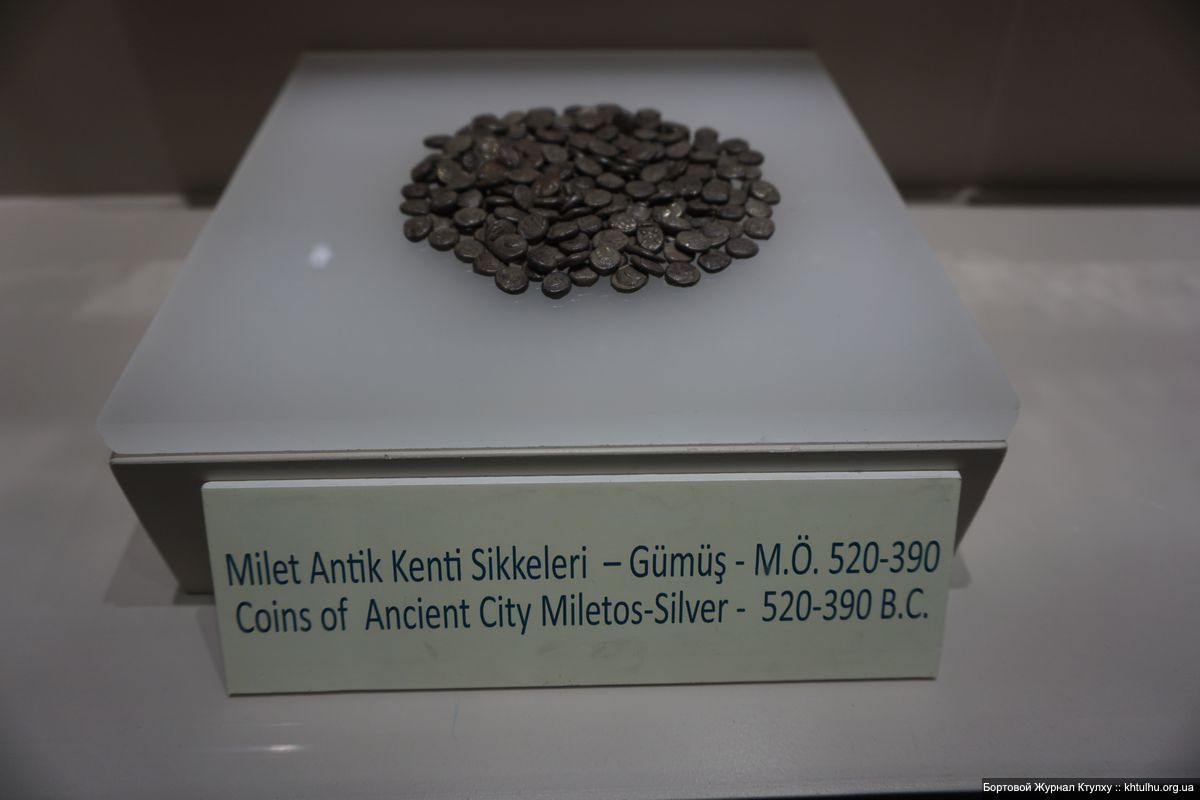 Milet Antik Kenti Sikkeleri – Gümüş - M.Ö. 520-390
Coins of Ancient City Miletos-Silver - 520-390 B.C.
Бортовой Журнал Ктулху :: khtulhu.org.ua